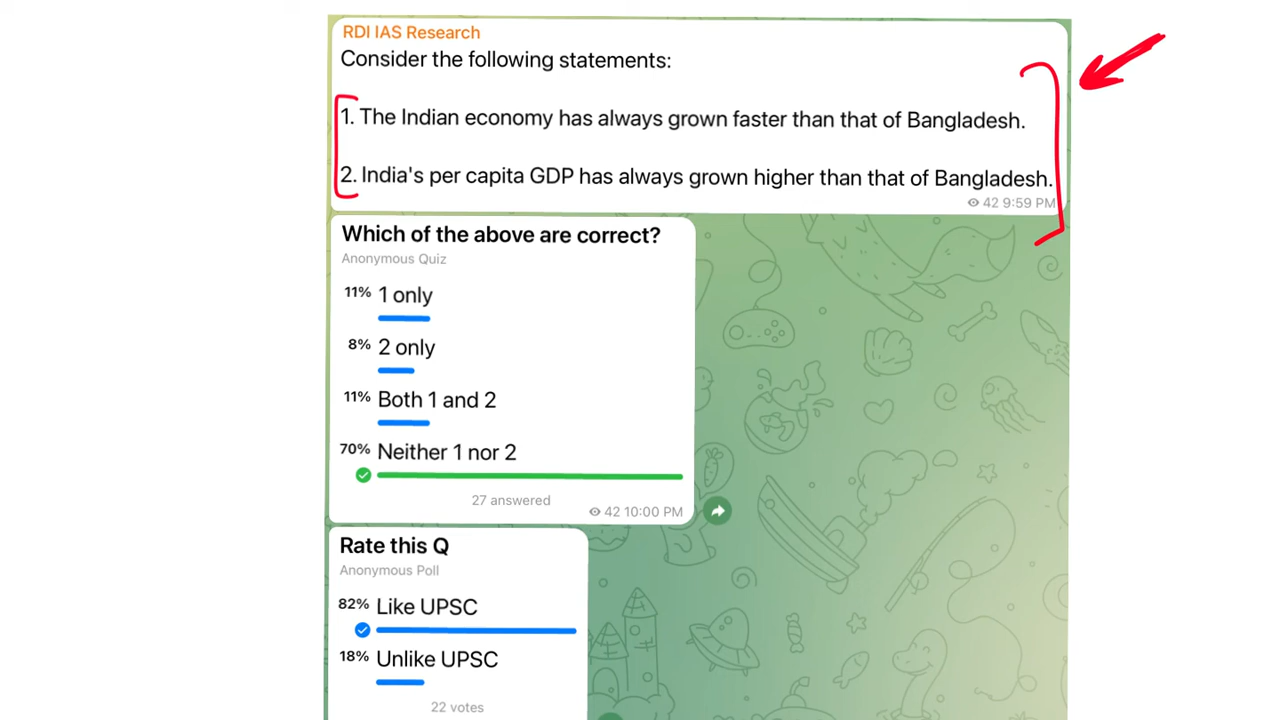 RDI IAS Research
Consider the following statements:
1. The Indian economy has always grown faster than that of Bangladesh.
2. India's per capita GDP has always grown higher than that of Bangladesh.
42 9:59 PM
Which of the above are correct?
Anonymous Quiz
11% 1 only
8% 2 only
11% Both 1 and 2
70% Neither 1 nor 2
27 answered
42 10:00 PM
Rate this Q
Anonymous Poll
82% Like UPSC
18% Unlike UPSC
22 votes